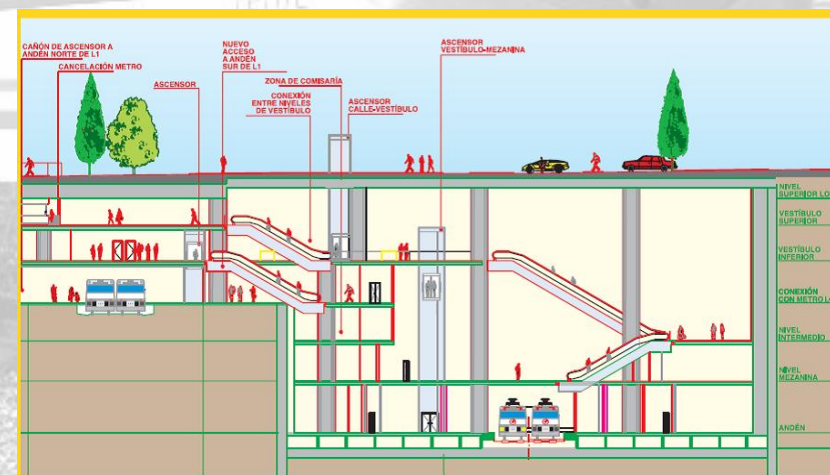 CAÑÓN DE ASCENSOR A
ANDÉN NORTE DE L1
CANCELACIÓN METRO
ASCENSOR
NUEVO
ACCESO
A ANDÉN
SUR DE L1
ZONA DE COMISARÍA
CONEXIÓN
ENTRE NIVELES
DE VESTÍBULO
ASCENSOR
CALLE-VESTÍBULO
ASCENSOR
VESTÍBULO-MEZANINA
NIVEL
SUPERIOR
VESTÍBULO
SUPERIOR
VESTÍBULO
INFERIOR
CONEXIÓN
CON METRO
NIVEL
INTERMEDIO
NIVEL
MEZANINA
ANDÉN